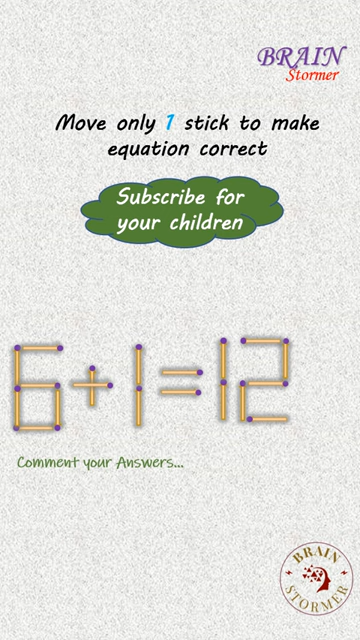 BRAIN
Stormer
Move only 1 stick to make
equation correct
Subscribe for
your children
6+1=12
Comment your Answers...
BRAIN
STORMER